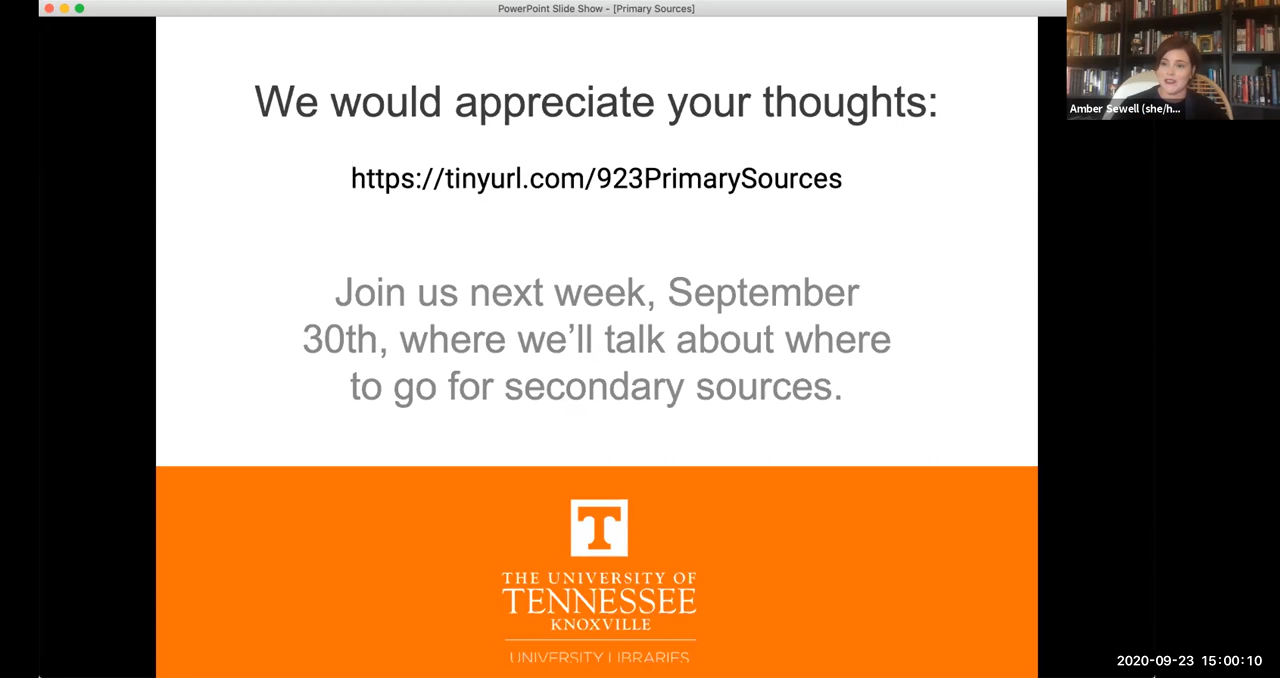 PowerPoint Slide Show - [Primary Sources]
We would appreciate your thoughts:
https://tinyurl.com/923PrimarySources
Join us next week, September
30th, where we’ll talk about where
to go for secondary sources.
T
THE UNIVERSITY OF
TENNESSEE
KNOXVILLE
UNIVERSITY LIBRARIES
Amber Sewell (she/h...
2020-09-23 15:00:10